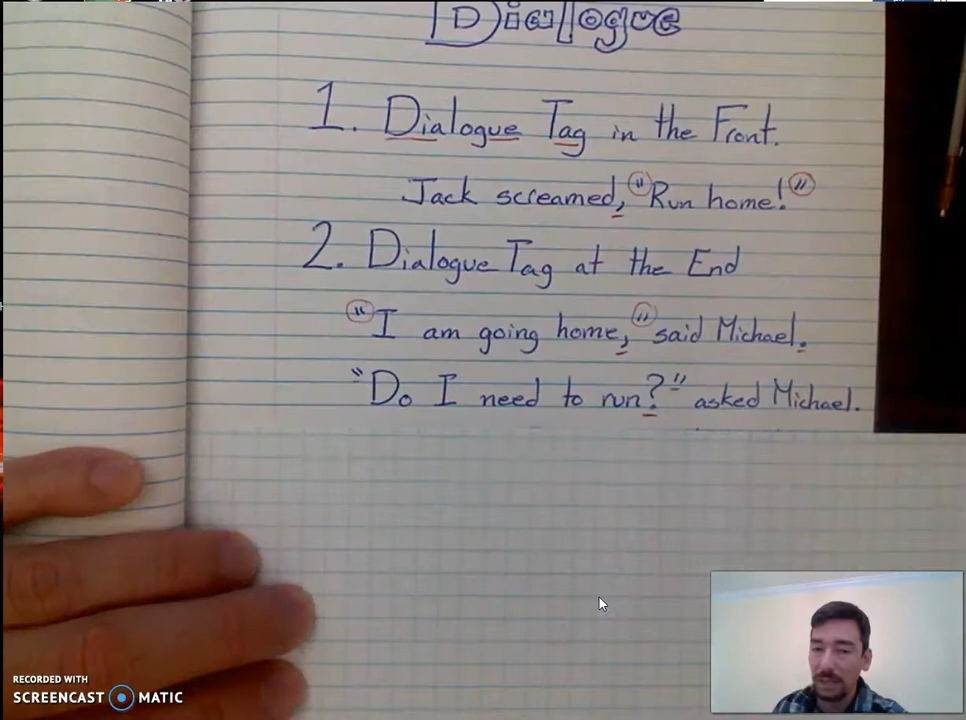 Dialogue
1. Dialogue Tag in the Front.
Jack screamed, "Run home!"
2. Dialogue Tag at the End
"I am going home," said Michael.
"Do I need to run?" asked Michael.
RECORDED WITH
SCREENCAST MATIC